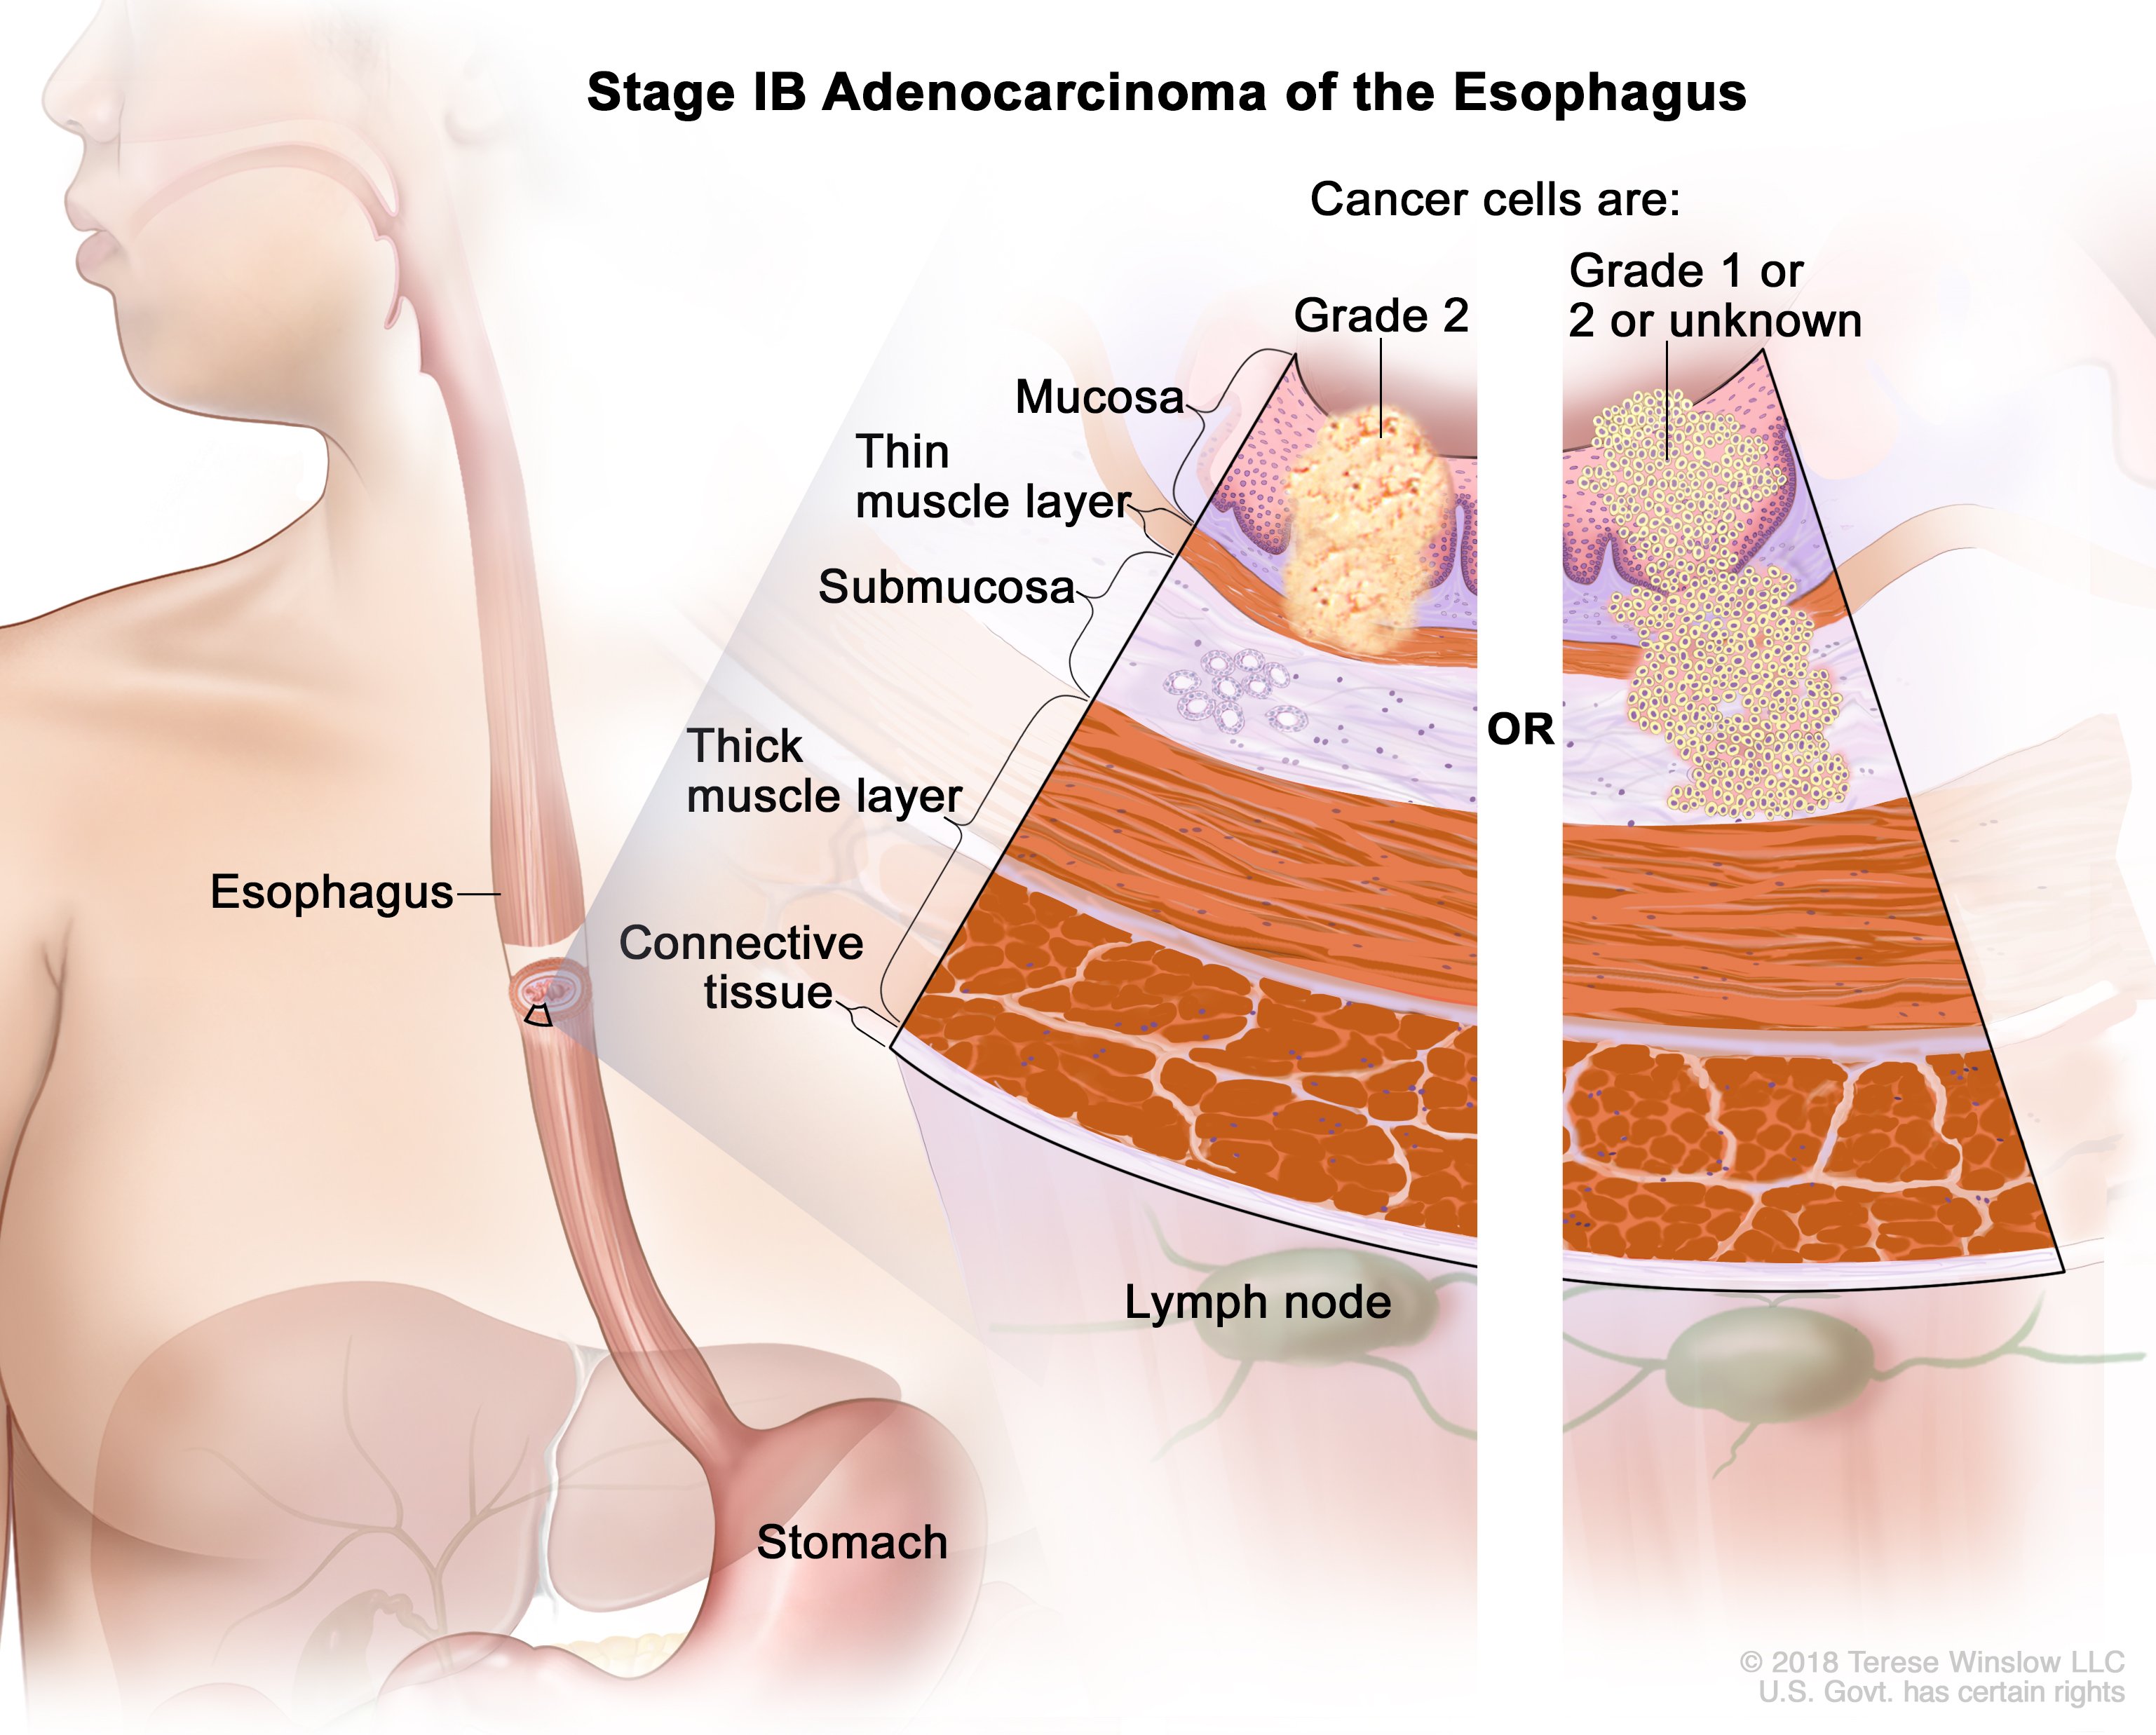 Stage IB Adenocarcinoma of the Esophagus
Cancer cells are:
Grade 2
Grade 1 or
2 or unknown
Mucosa
Thin
muscle layer
Submucosa
OR
Thick
muscle layer
Esophagus
Connective
tissue
Lymph node
Stomach
© 2018 Terese Winslow LLC
U.S. Govt. has certain rights